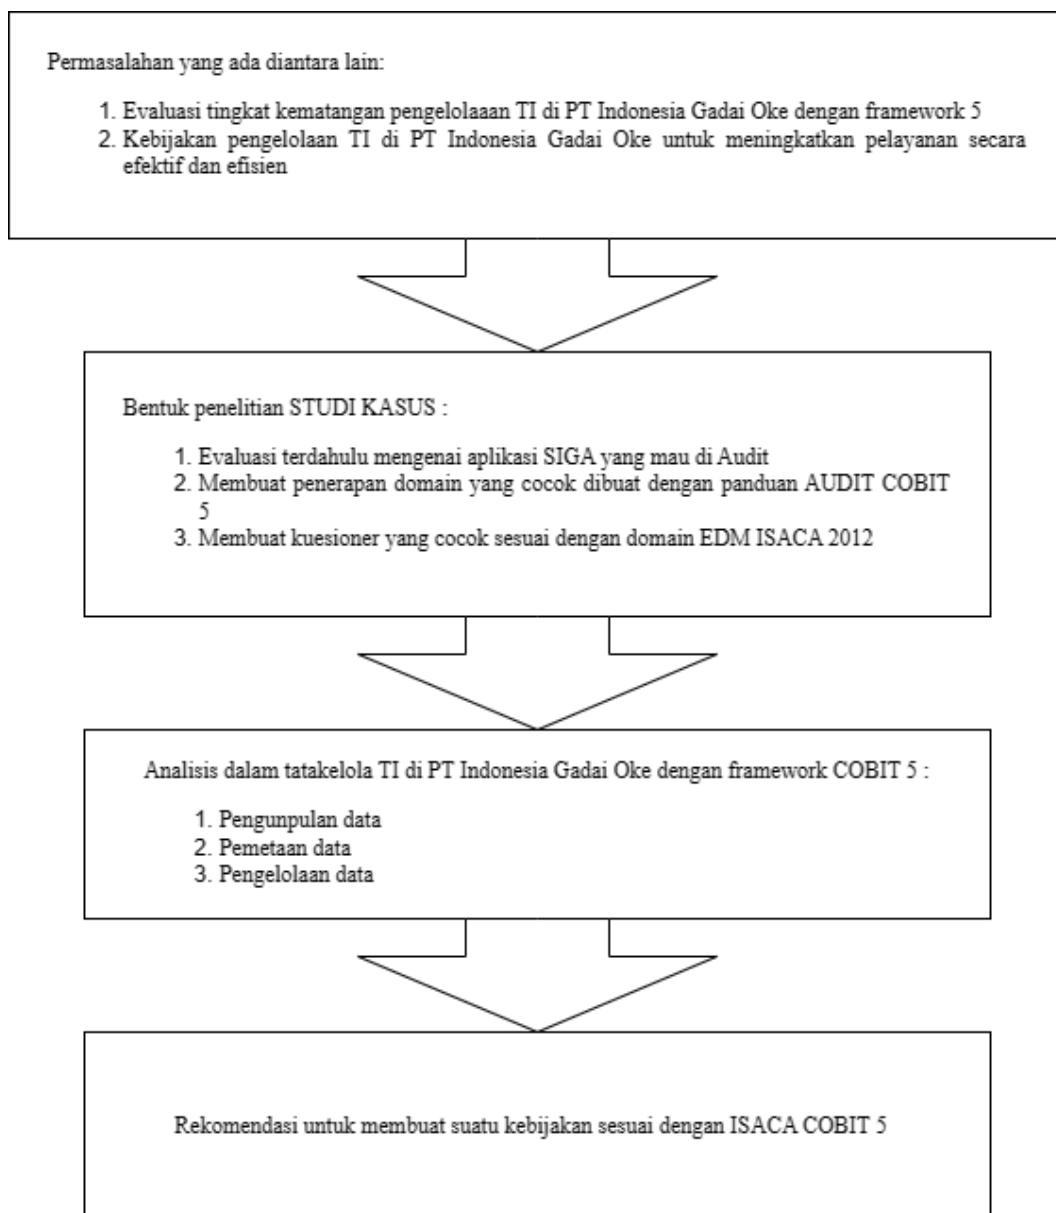 Permasalahan yang ada diantara lain:
1. Evaluasi tingkat kematangan pengelolaaan TI di PT Indonesia Gadai Oke dengan framework 5
2. Kebijakan pengelolaan TI di PT Indonesia Gadai Oke untuk meningkatkan pelayanan secara
efektif dan efisien
Bentuk penelitian STUDI KASUS :
1. Evaluasi terdahulu mengenai aplikasi SIGA yang mau di Audit
2. Membuat penerapan domain yang cocok dibuat dengan panduan AUDIT COBIT
5
3. Membuat kuesioner yang cocok sesuai dengan domain EDM ISACA 2012
Analisis dalam tatakelola TI di PT Indonesia Gadai Oke dengan framework COBIT 5 :
1. Pengunpulan data
2. Pemetaan data
3. Pengelolaan data
Rekomendasi untuk membuat suatu kebijakan sesuai dengan ISACA COBIT 5